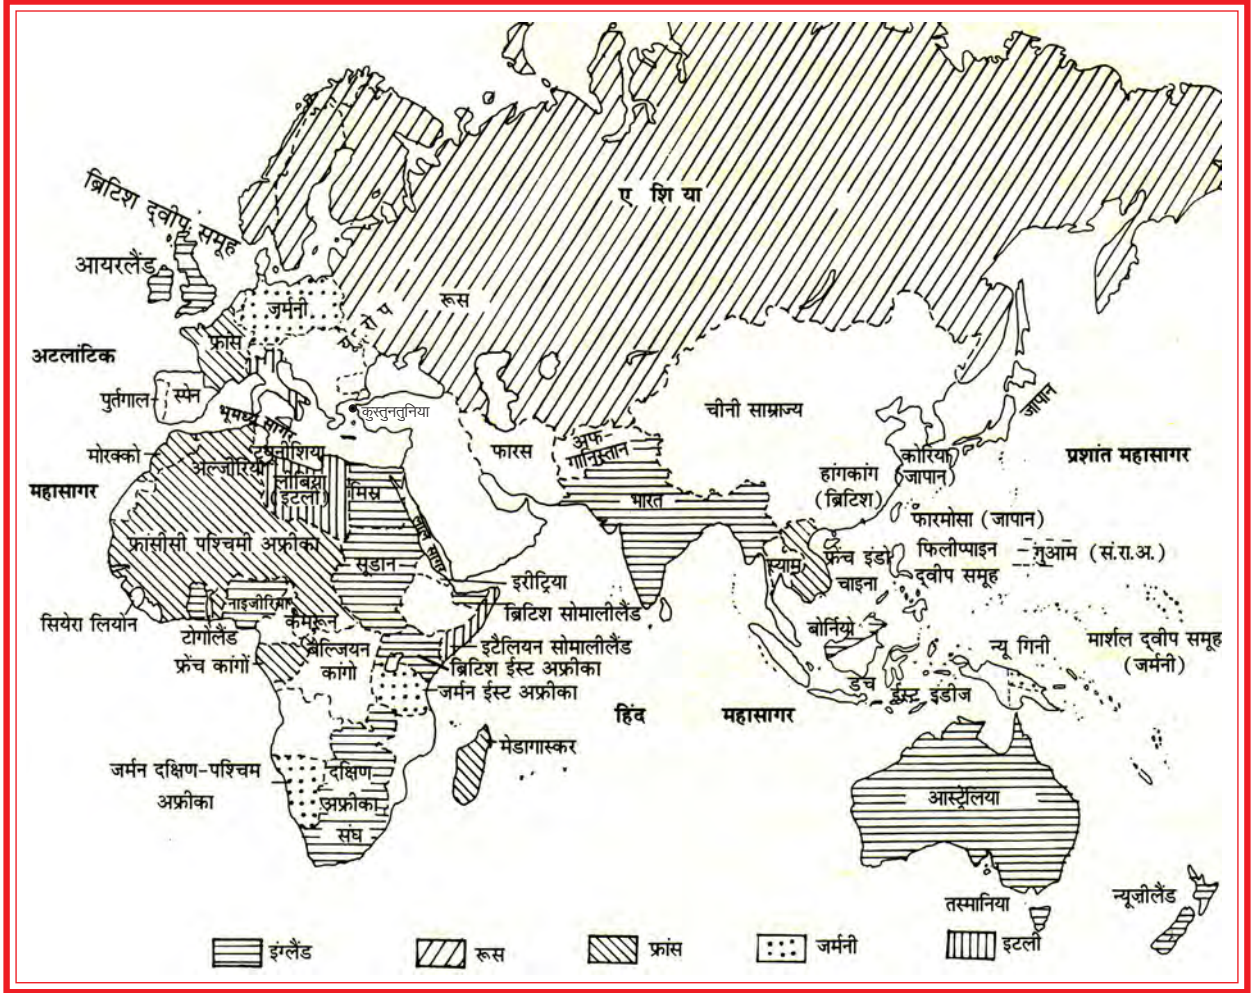 ए शि या
ब्रिटिश द्वीप समूह
आयरलैंड
जर्मनी
यूरोप
रूस
फ्रांस
अटलांटिक
पुर्तगाल
स्पेन
कुस्तुनतुनिया
चीनी साम्राज्य
जापान
भूमध्य सागर
मोरक्को
ट्यूनीशिया
अल्जीरिया
लीबिया
(इटली)
मिस्र
फारस
अफ-
गानिस्तान
कोरिया
(जापान)
प्रशांत महासागर
महासागर
हांगकांग
(ब्रिटिश)
भारत
लाल सागर
फारमोसा (जापान)
फ्रांसीसी पश्चिमी अफ्रीका
सूडान
स्याम
फ्रेंच इंडो
चाइना
फिलीप्पाइन
द्वीप समूह
गुआम (सं.रा.अ.)
इरीट्रिया
नाइजीरिया
ब्रिटिश सोमालीलैंड
सियेरा लियोन
टोगोलैंड
कैमरून
बोर्नियो
इटैलियन सोमालीलैंड
फ्रेंच कांगों
बैल्जियन
कांगो
ब्रिटिश ईस्ट अफ्रीका
जर्मन ईस्ट अफ्रीका
न्यू गिनी
मार्शल द्वीप समूह
(जर्मनी)
डच ईस्ट इंडीज
हिंद महासागर
मेडागास्कर
जर्मन दक्षिण-पश्चिम
अफ्रीका
दक्षिण
अफ्रीका
संघ
आस्ट्रेलिया
तस्मानिया
न्यूज़ीलैंड
इंग्लैंड रूस फ्रांस जर्मनी इटली